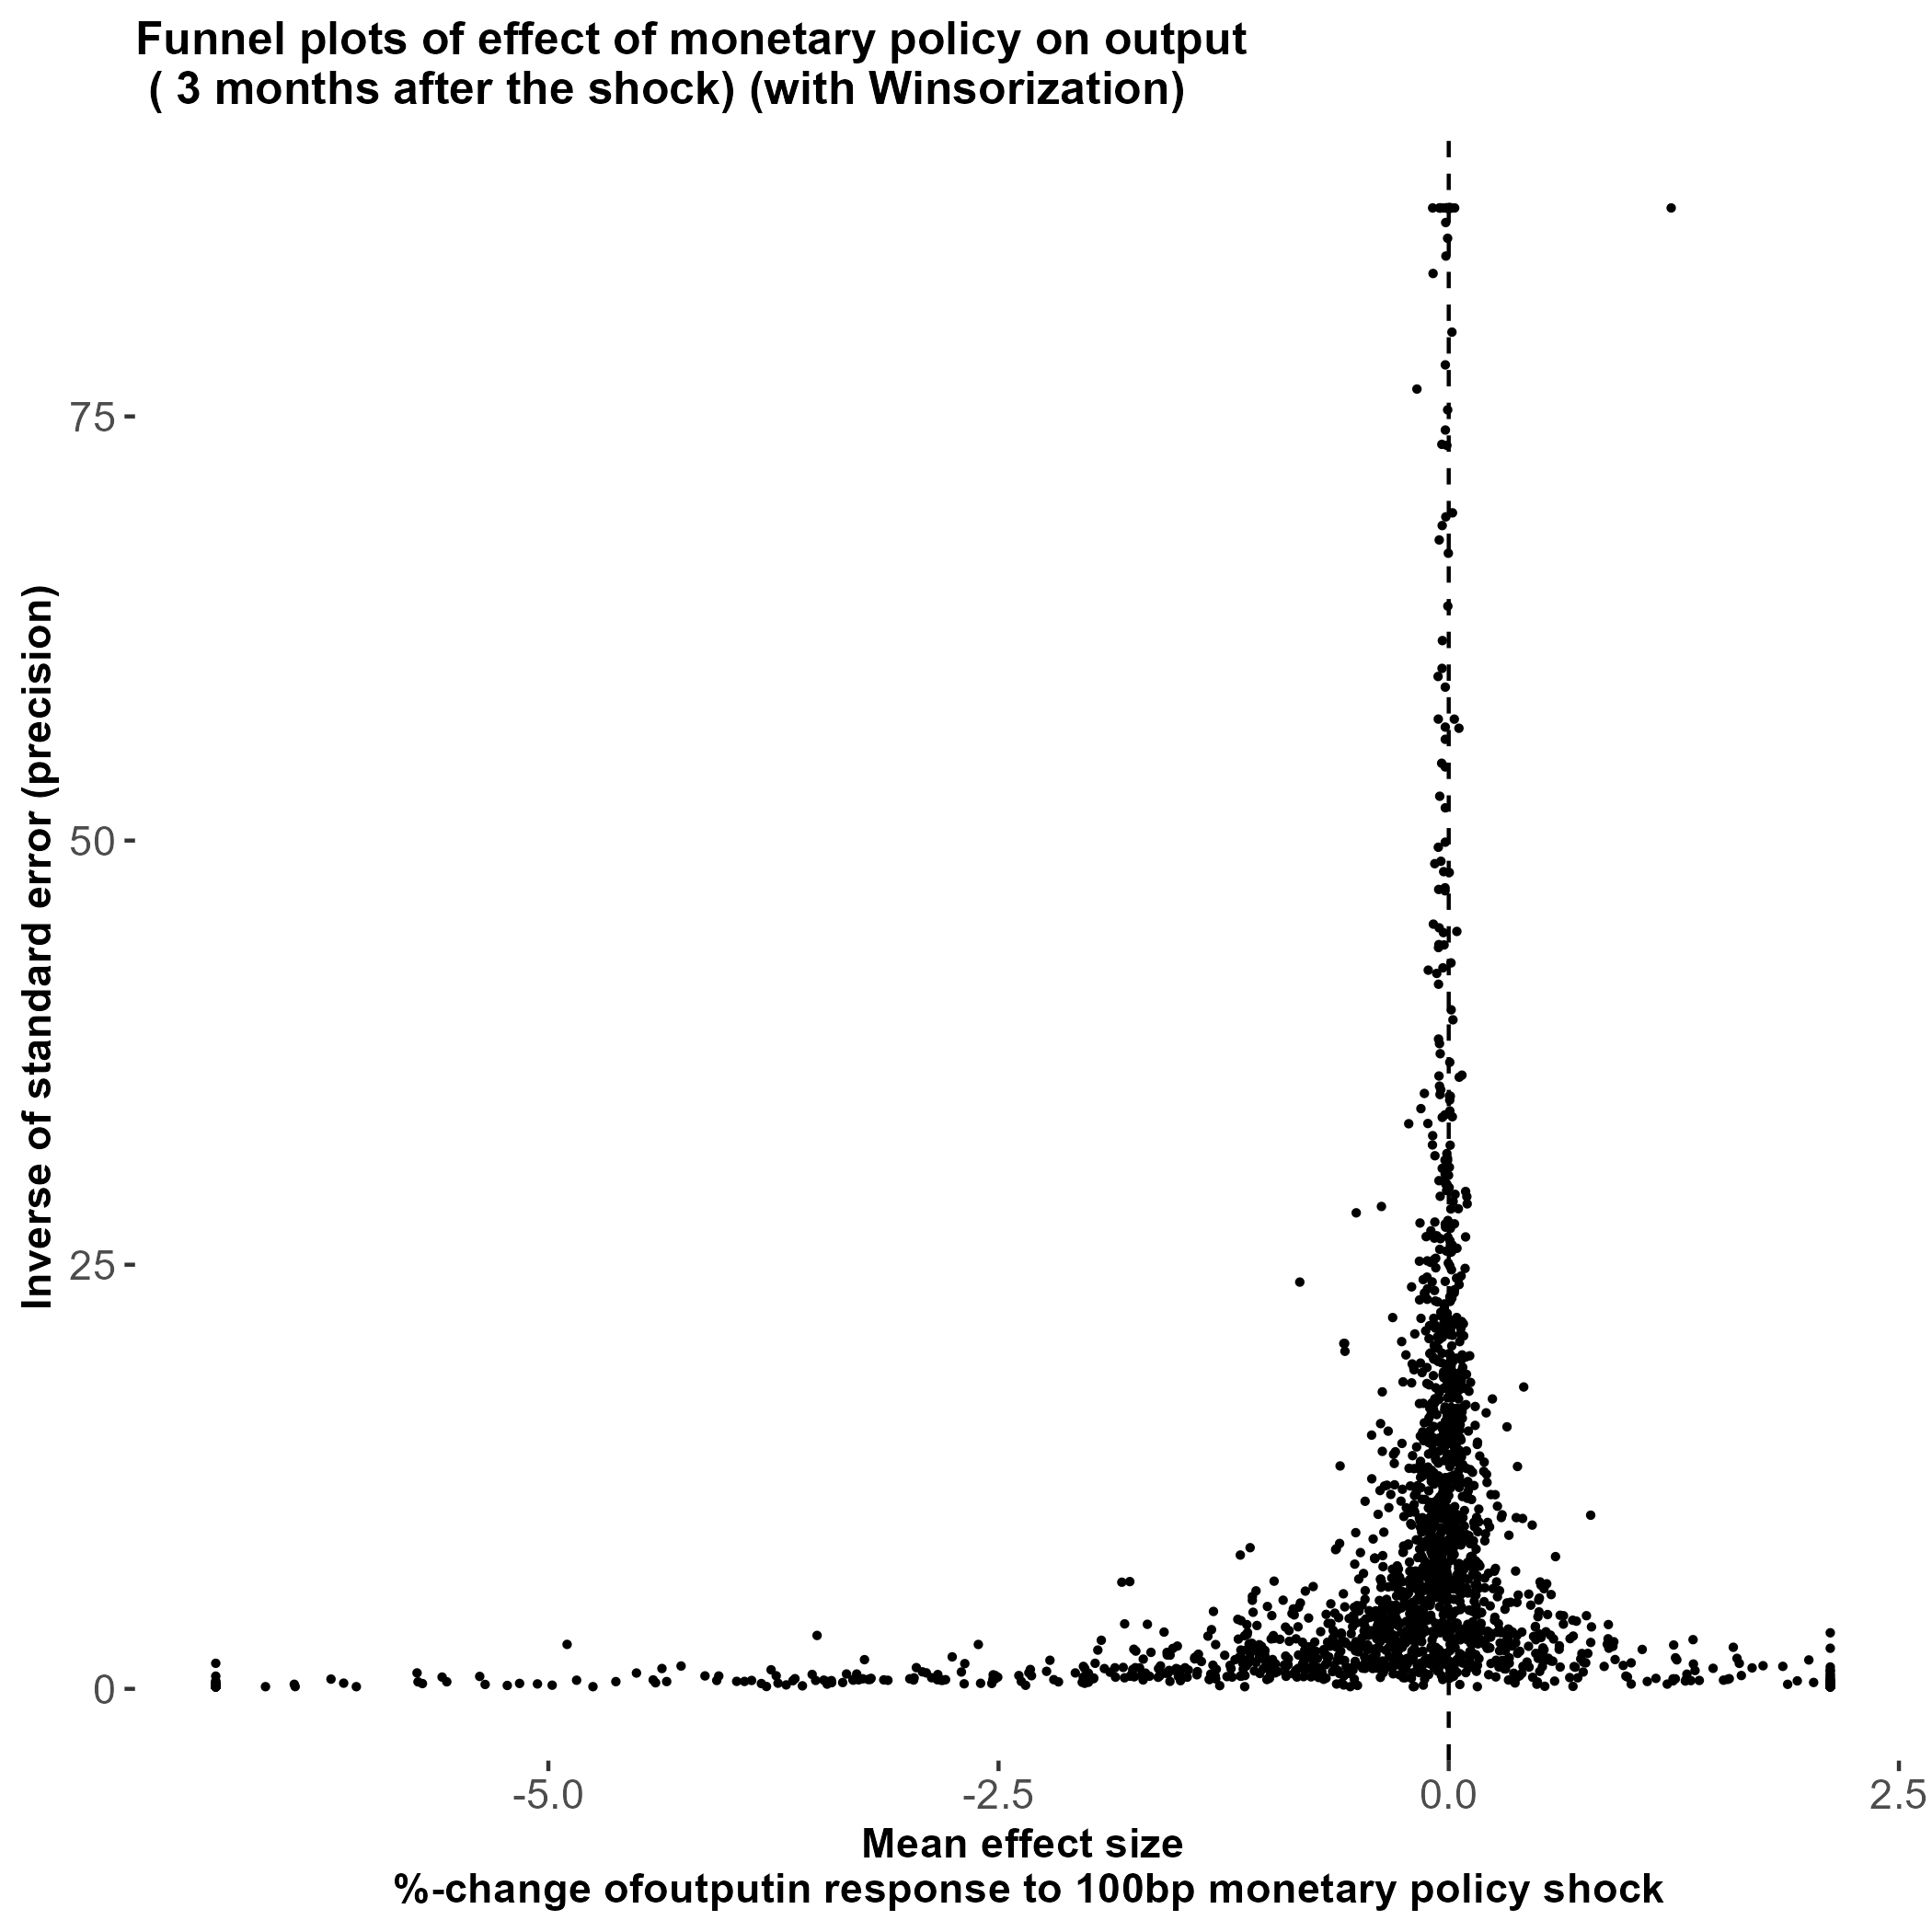 Funnel plots of effect of monetary policy on output
( 3 months after the shock) (with Winsorization)
Inverse of standard error (precision)
75
50
25
0
-5.0
-2.5
0.0
2.5
Mean effect size
%-change ofoutputin response to 100bp monetary policy shock